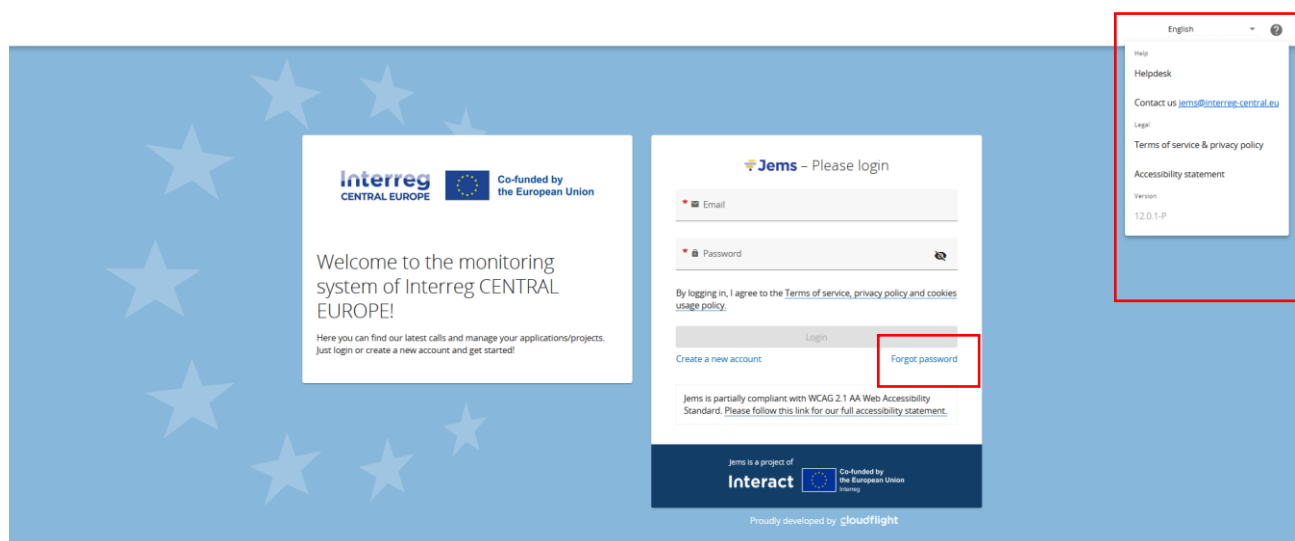 English
Help
Helpdesk
Contact us jems@interreg-central.eu
Legal
Terms of service & privacy policy
Accessibility statement
Version
12.0.1-P
Interreg
CENTRAL EUROPE
Co-funded by
the European Union
Welcome to the monitoring
system of Interreg CENTRAL
EUROPE!
Here you can find our latest calls and manage your applications/projects.
Just login or create a new account and get started!
Jems – Please login
* Email
* Password
By logging in, I agree to the Terms of service, privacy policy and cookies
usage policy.
Login
Create a new account
Forgot password
Jems is partially compliant with WCAG 2.1 AA Web Accessibility
Standard. Please follow this link for our full accessibility statement.
Jems is a project of
Interact
Co-funded by
the European Union
Interreg
Proudly developed by cloudflight